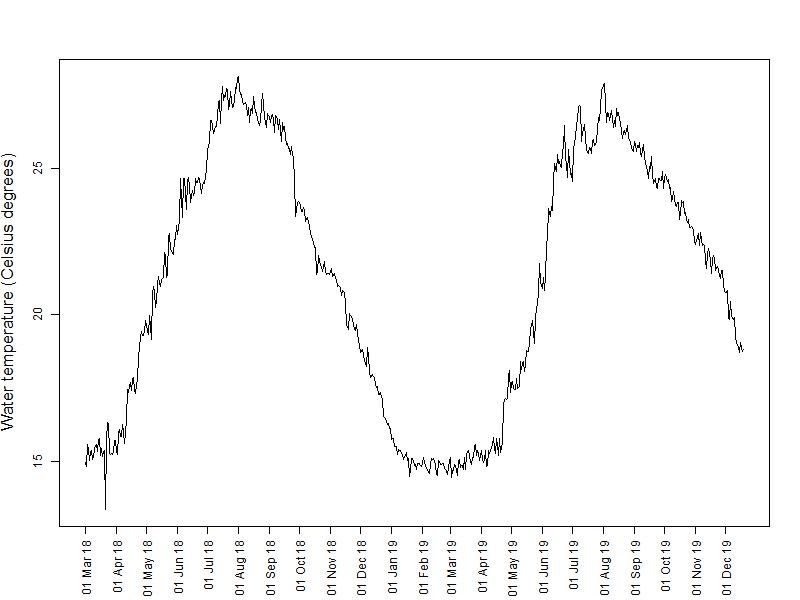 Water temperature (Celsius degrees)
25
20
15
01 Mar 18
01 Apr 18
01 May 18
01 Jun 18
01 Jul 18
01 Aug 18
01 Sep 18
01 Oct 18
01 Nov 18
01 Dec 18
01 Jan 19
01 Feb 19
01 Mar 19
01 Apr 19
01 May 19
01 Jun 19
01 Jul 19
01 Aug 19
01 Sep 19
01 Oct 19
01 Nov 19
01 Dec 19